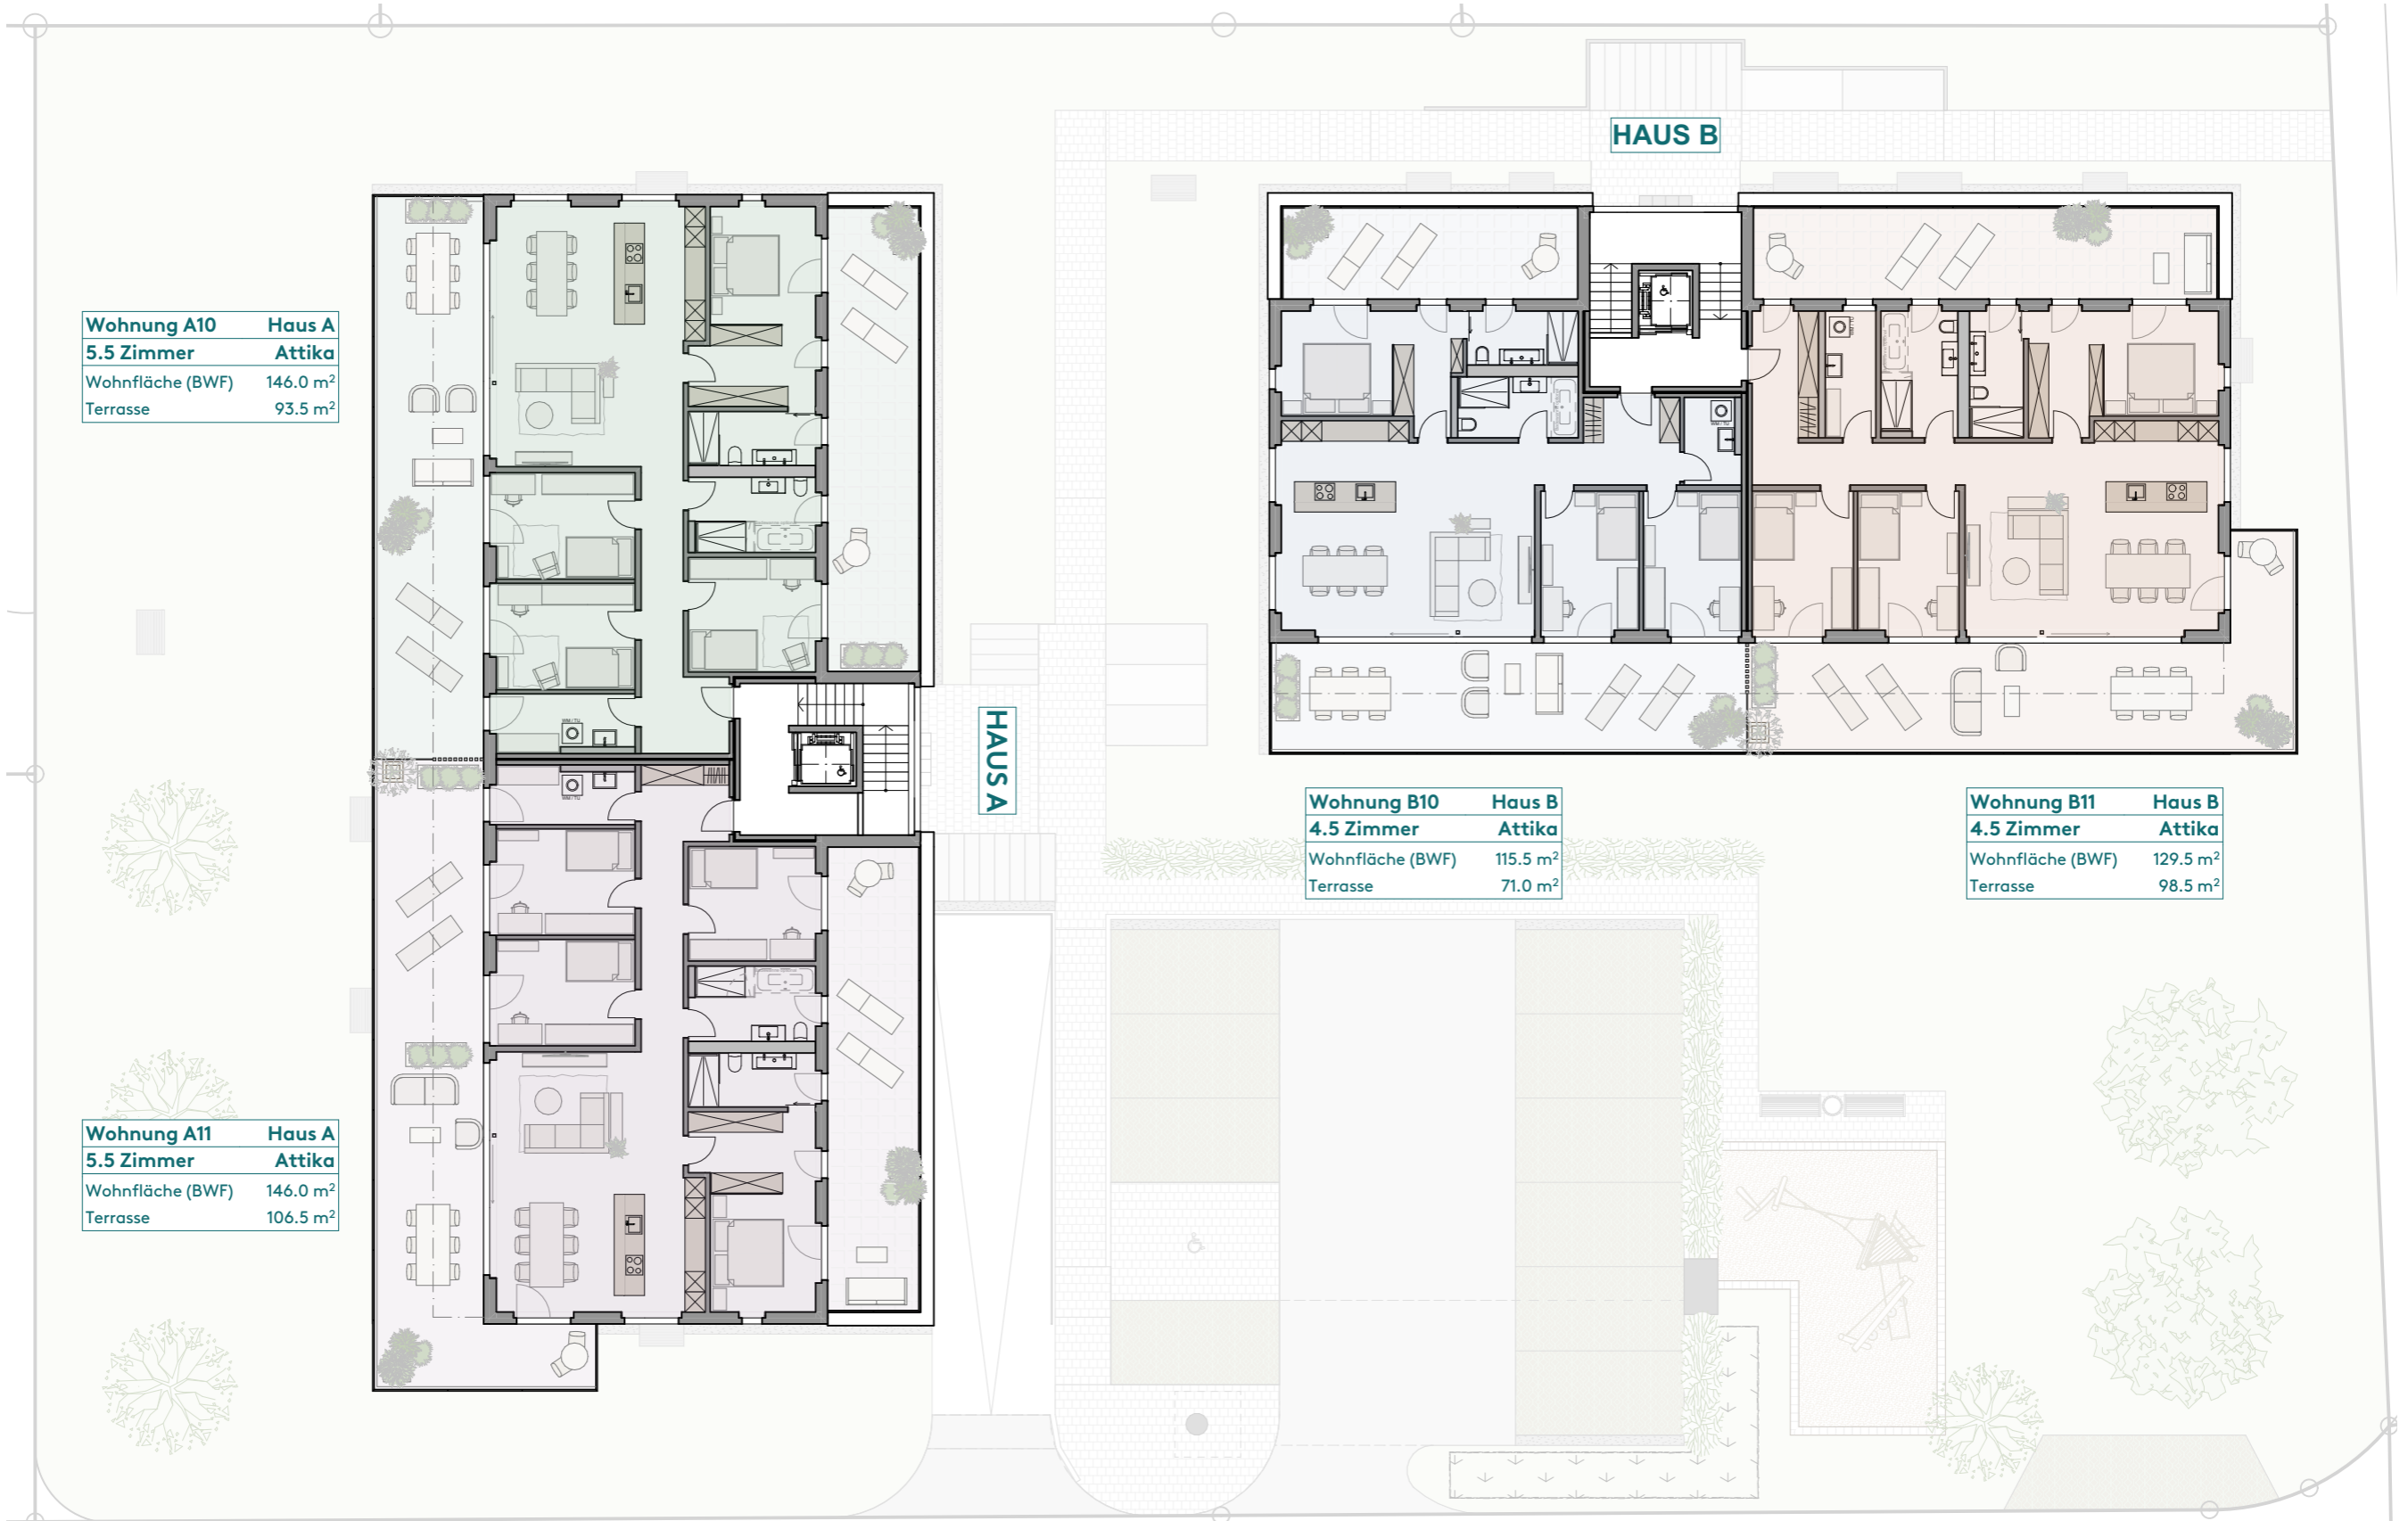 HAUS B
Wohnung A10 Haus A
5.5 Zimmer Attika
Wohnfläche (BWF) 146.0 m²
Terrasse 93.5 m²
HAUS A
Wohnung B10 Haus B
4.5 Zimmer Attika
Wohnfläche (BWF) 115.5 m²
Terrasse 71.0 m²
Wohnung B11 Haus B
4.5 Zimmer Attika
Wohnfläche (BWF) 129.5 m²
Terrasse 98.5 m²
Wohnung A11 Haus A
5.5 Zimmer Attika
Wohnfläche (BWF) 146.0 m²
Terrasse 106.5 m²